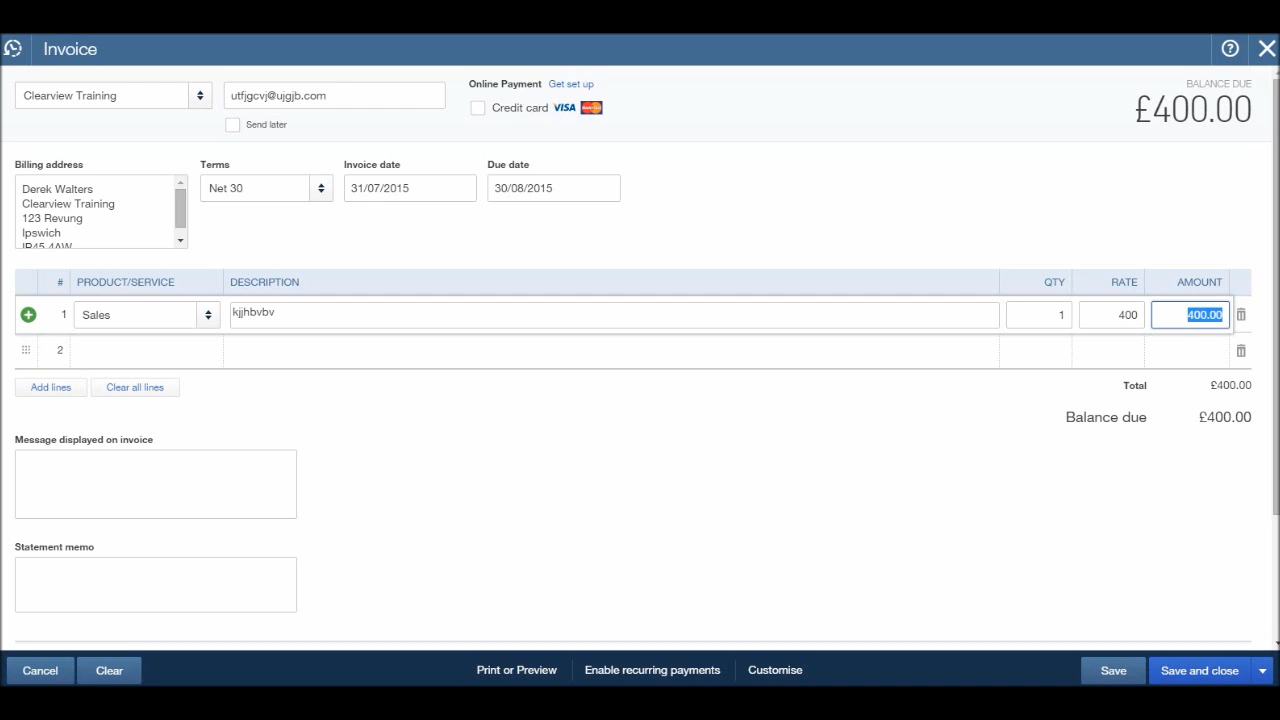 Invoice
Clearview Training
utfjgcvj@ujgjb.com
Send later
Online Payment Get set up
Credit card VISA MasterCard
BALANCE DUE
£400.00
Billing address
Derek Walters
Clearview Training
123 Revung
Ipswich
IP45 4AW
Terms
Net 30
Invoice date
31/07/2015
Due date
30/08/2015
# PRODUCT/SERVICE DESCRIPTION QTY RATE AMOUNT
1 Sales kjjhbvbv 1 400 400.00
2
Add lines Clear all lines
Total £400.00
Balance due £400.00
Message displayed on invoice
Statement memo
Cancel Clear Print or Preview Enable recurring payments Customise Save Save and close